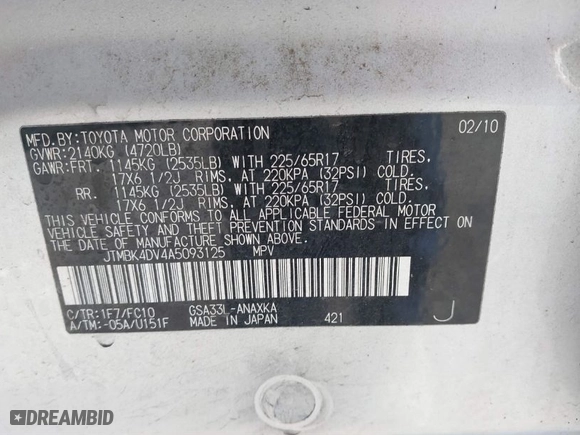 MFD.BY:TOYOTA MOTOR CORPORATION 02/10
GVWR:2140KG (4720LB)
GAWR:FRT. 1145KG (2535LB) WITH 225/65R17 TIRES,
17X6 1/2J RIMS, AT 220KPA (32PSI) COLD.
RR. 1145KG (2535LB) WITH 225/65R17 TIRES,
17X6 1/2J RIMS, AT 220KPA (32PSI) COLD.
THIS VEHICLE CONFORMS TO ALL APPLICABLE FEDERAL MOTOR
VEHICLE SAFETY AND THEFT PREVENTION STANDARDS IN EFFECT ON
THE DATE OF MANUFACTURE SHOWN ABOVE.
JTMBK4DV4A5093125 MPV
C/TR:1F7/FC10 GSA33L-ANAXKA
A/TM:-05A/U151F MADE IN JAPAN 421 J
DREAMBID